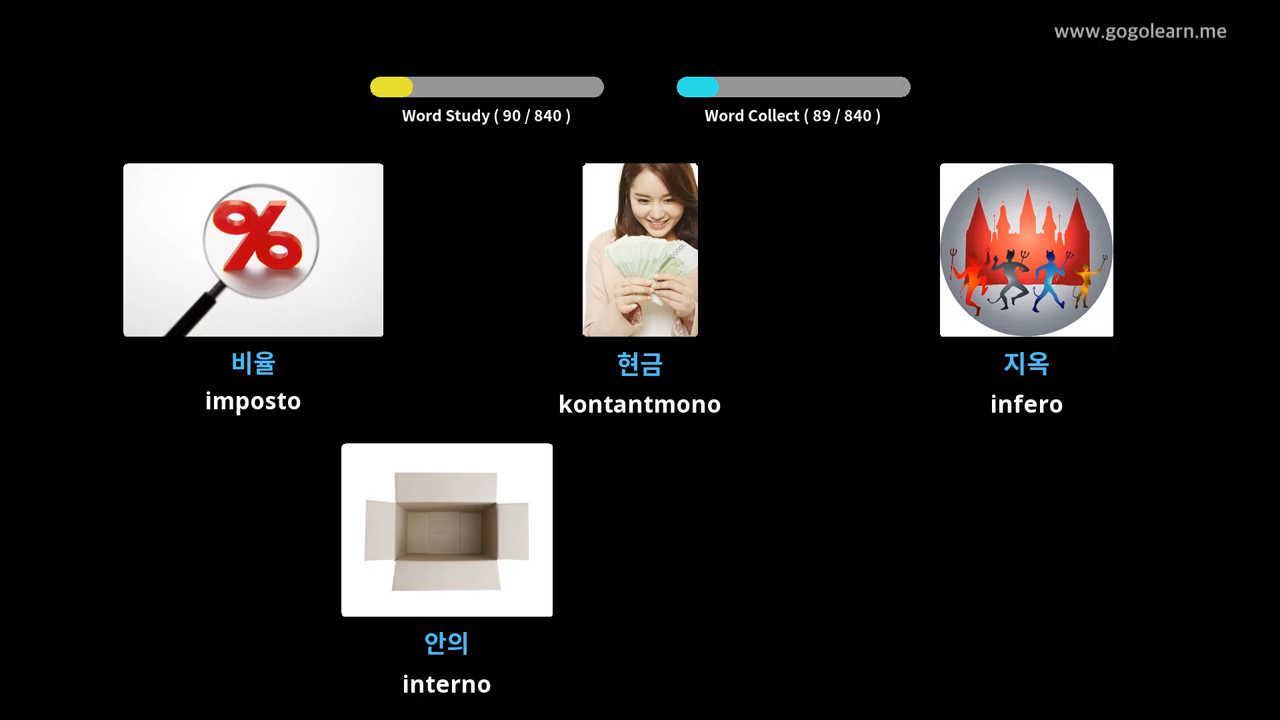 www.gogolearn.me
Word Study ( 90 / 840 )
Word Collect ( 89 / 840 )
%
비율
imposto
현금
kontantmono
지옥
infero
안의
interno